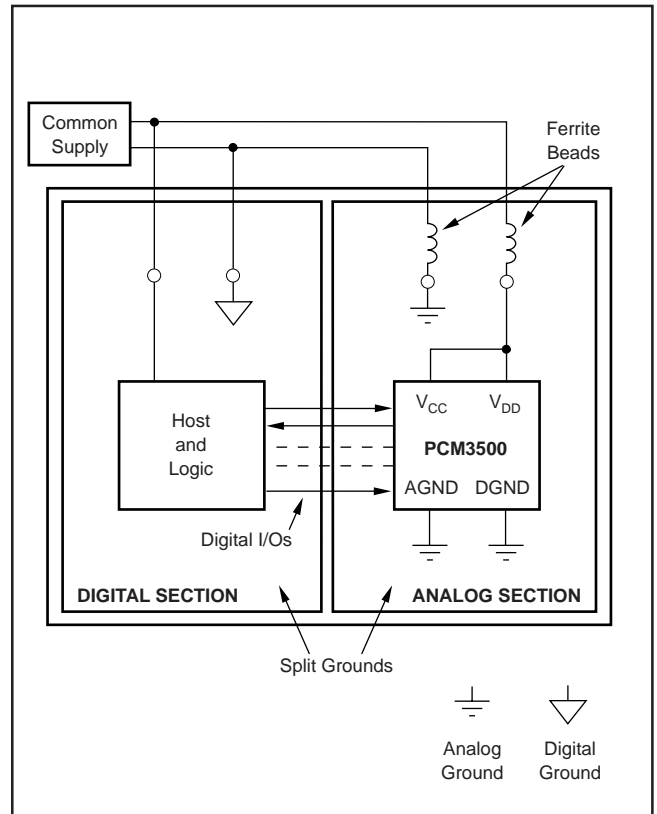 Common
Supply
Ferrite
Beads
Host
and
Logic
VCC VDD
PCM3500
AGND DGND
Digital I/Os
DIGITAL SECTION
ANALOG SECTION
Split Grounds
Analog
Ground
Digital
Ground